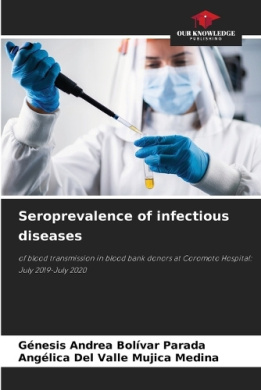 OUR KNOWLEDGE
PUBLISHING
Seroprevalence of infectious
diseases
of blood transmission in blood bank donors at Coromoto Hospital:
July 2019-July 2020
Génesis Andrea Bolívar Parada
Angélica Del Valle Mujica Medina